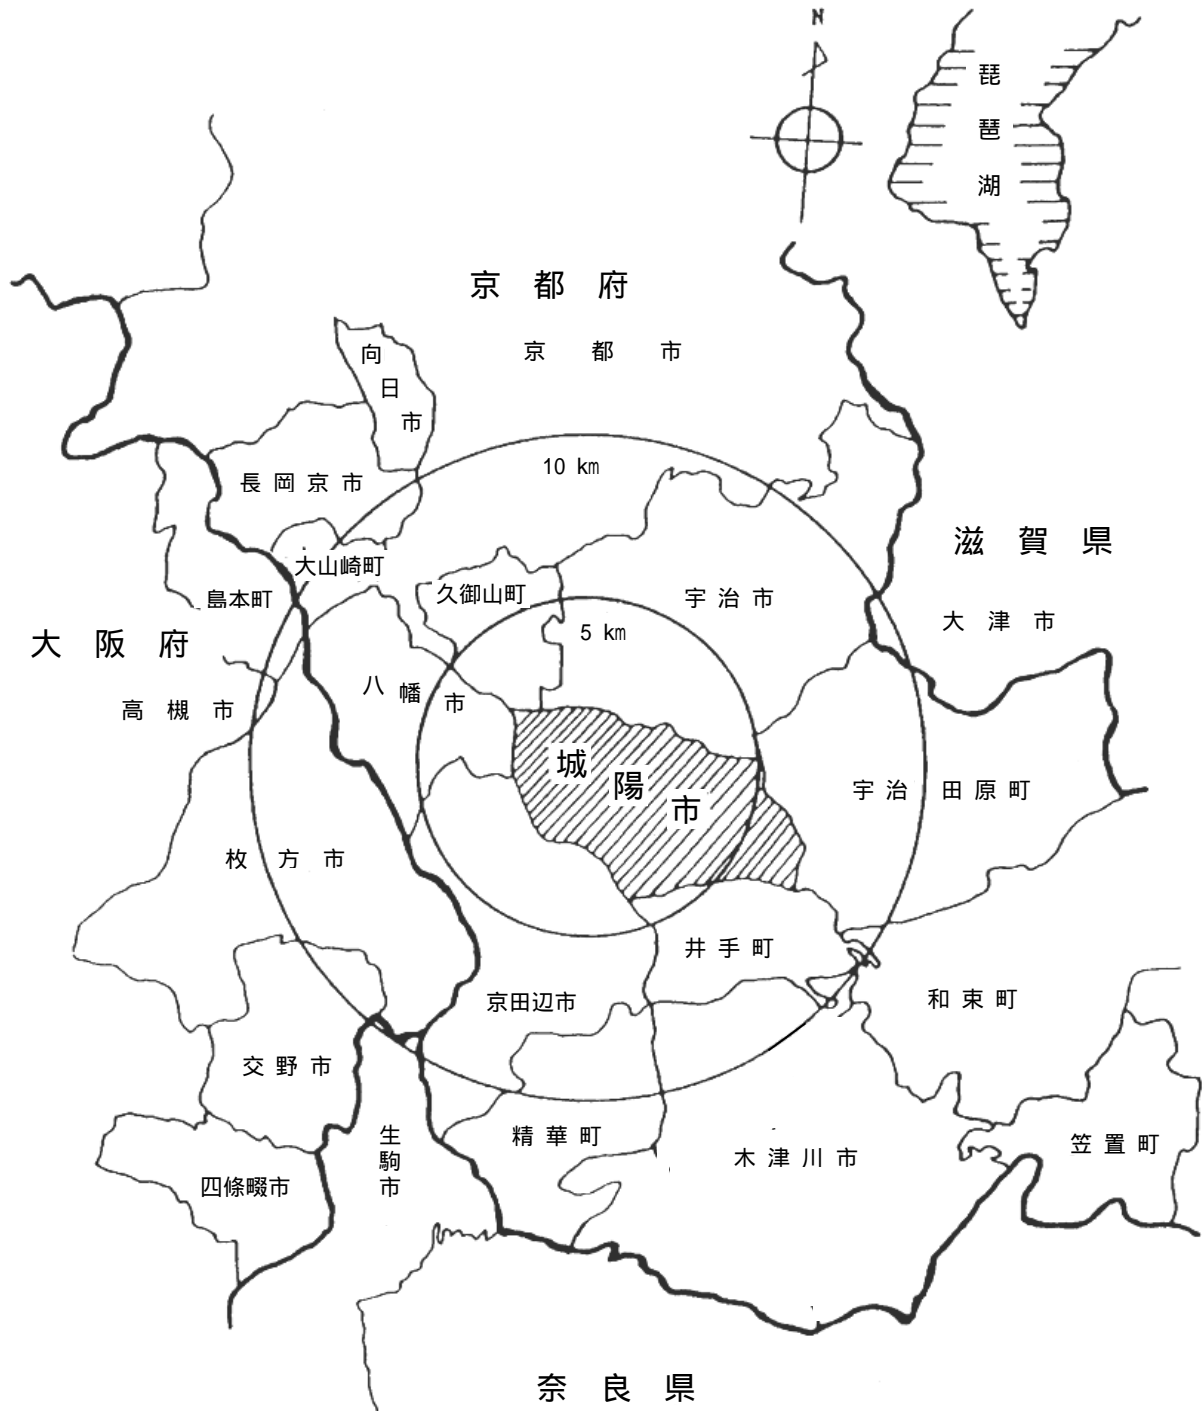 N
琵琶湖
京都府
京都市
向日市
10 km
長岡京市
滋賀県
大山崎町
久御山町
宇治市
島本町
大津市
5 km
大阪府
八幡市
高槻市
城陽市
宇治田原町
枚方市
井手町
京田辺市
和束町
交野市
精華町
生駒市
木津川市
笠置町
四條畷市
奈良県